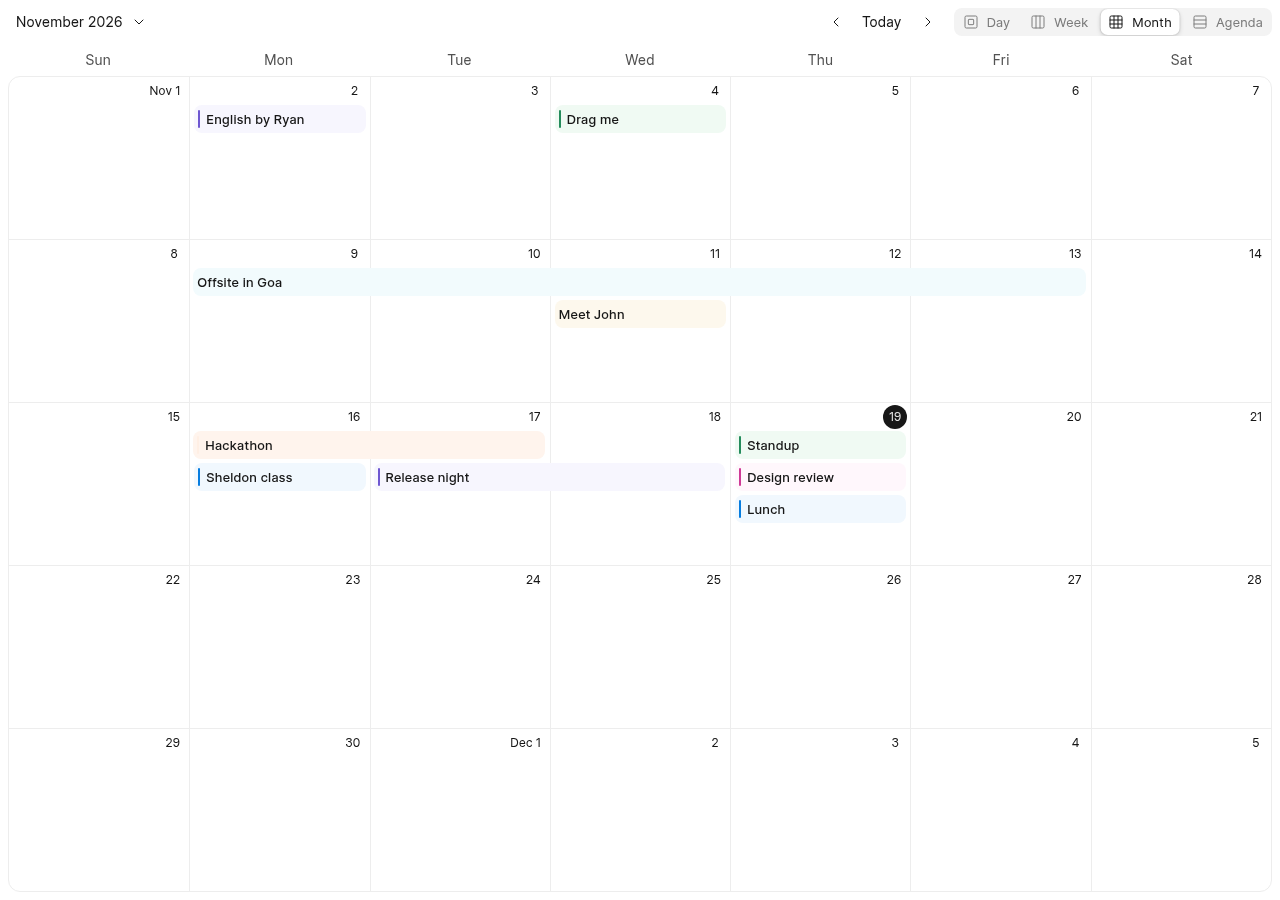 November 2026
Today
Day
Week
Month
Agenda
Sun Mon Tue Wed Thu Fri Sat
Nov 1 2 3 4 5 6 7
English by Ryan
Drag me
8 9 10 11 12 13 14
Offsite in Goa
Meet John
15 16 17 18 19 20 21
Hackathon
Standup
Sheldon class
Release night
Design review
Lunch
22 23 24 25 26 27 28
29 30 Dec 1 2 3 4 5